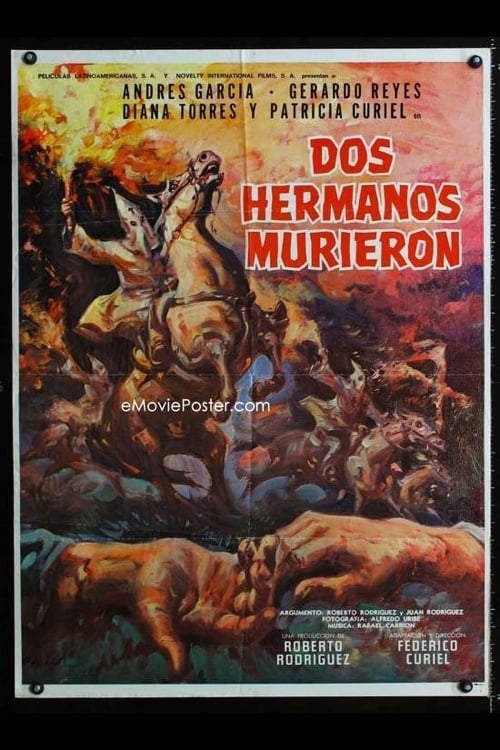 PELICULAS LATINOAMERICANAS, S. A. Y NOVELTY INTERNATIONAL FILMS, S. A. presentan a
ANDRES GARCIA · GERARDO REYES
DIANA TORRES Y PATRICIA CURIEL en
DOS
HERMANOS
MURIERON
eMoviePoster.com
ARGUMENTO: ROBERTO RODRIGUEZ y JUAN RODRIGUEZ
FOTOGRAFIA: ALFREDO URIBE
MUSICA: RAFAEL CARRION
UNA PRODUCCION DE
ROBERTO
RODRIGUEZ
ADAPTACION Y DIRECCION
FEDERICO
CURIEL